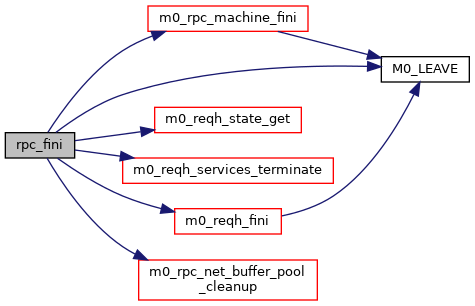 m0_rpc_machine_fini
M0_LEAVE
m0_reqh_state_get
rpc_fini
m0_reqh_services_terminate
m0_reqh_fini
m0_rpc_net_buffer_pool
_cleanup